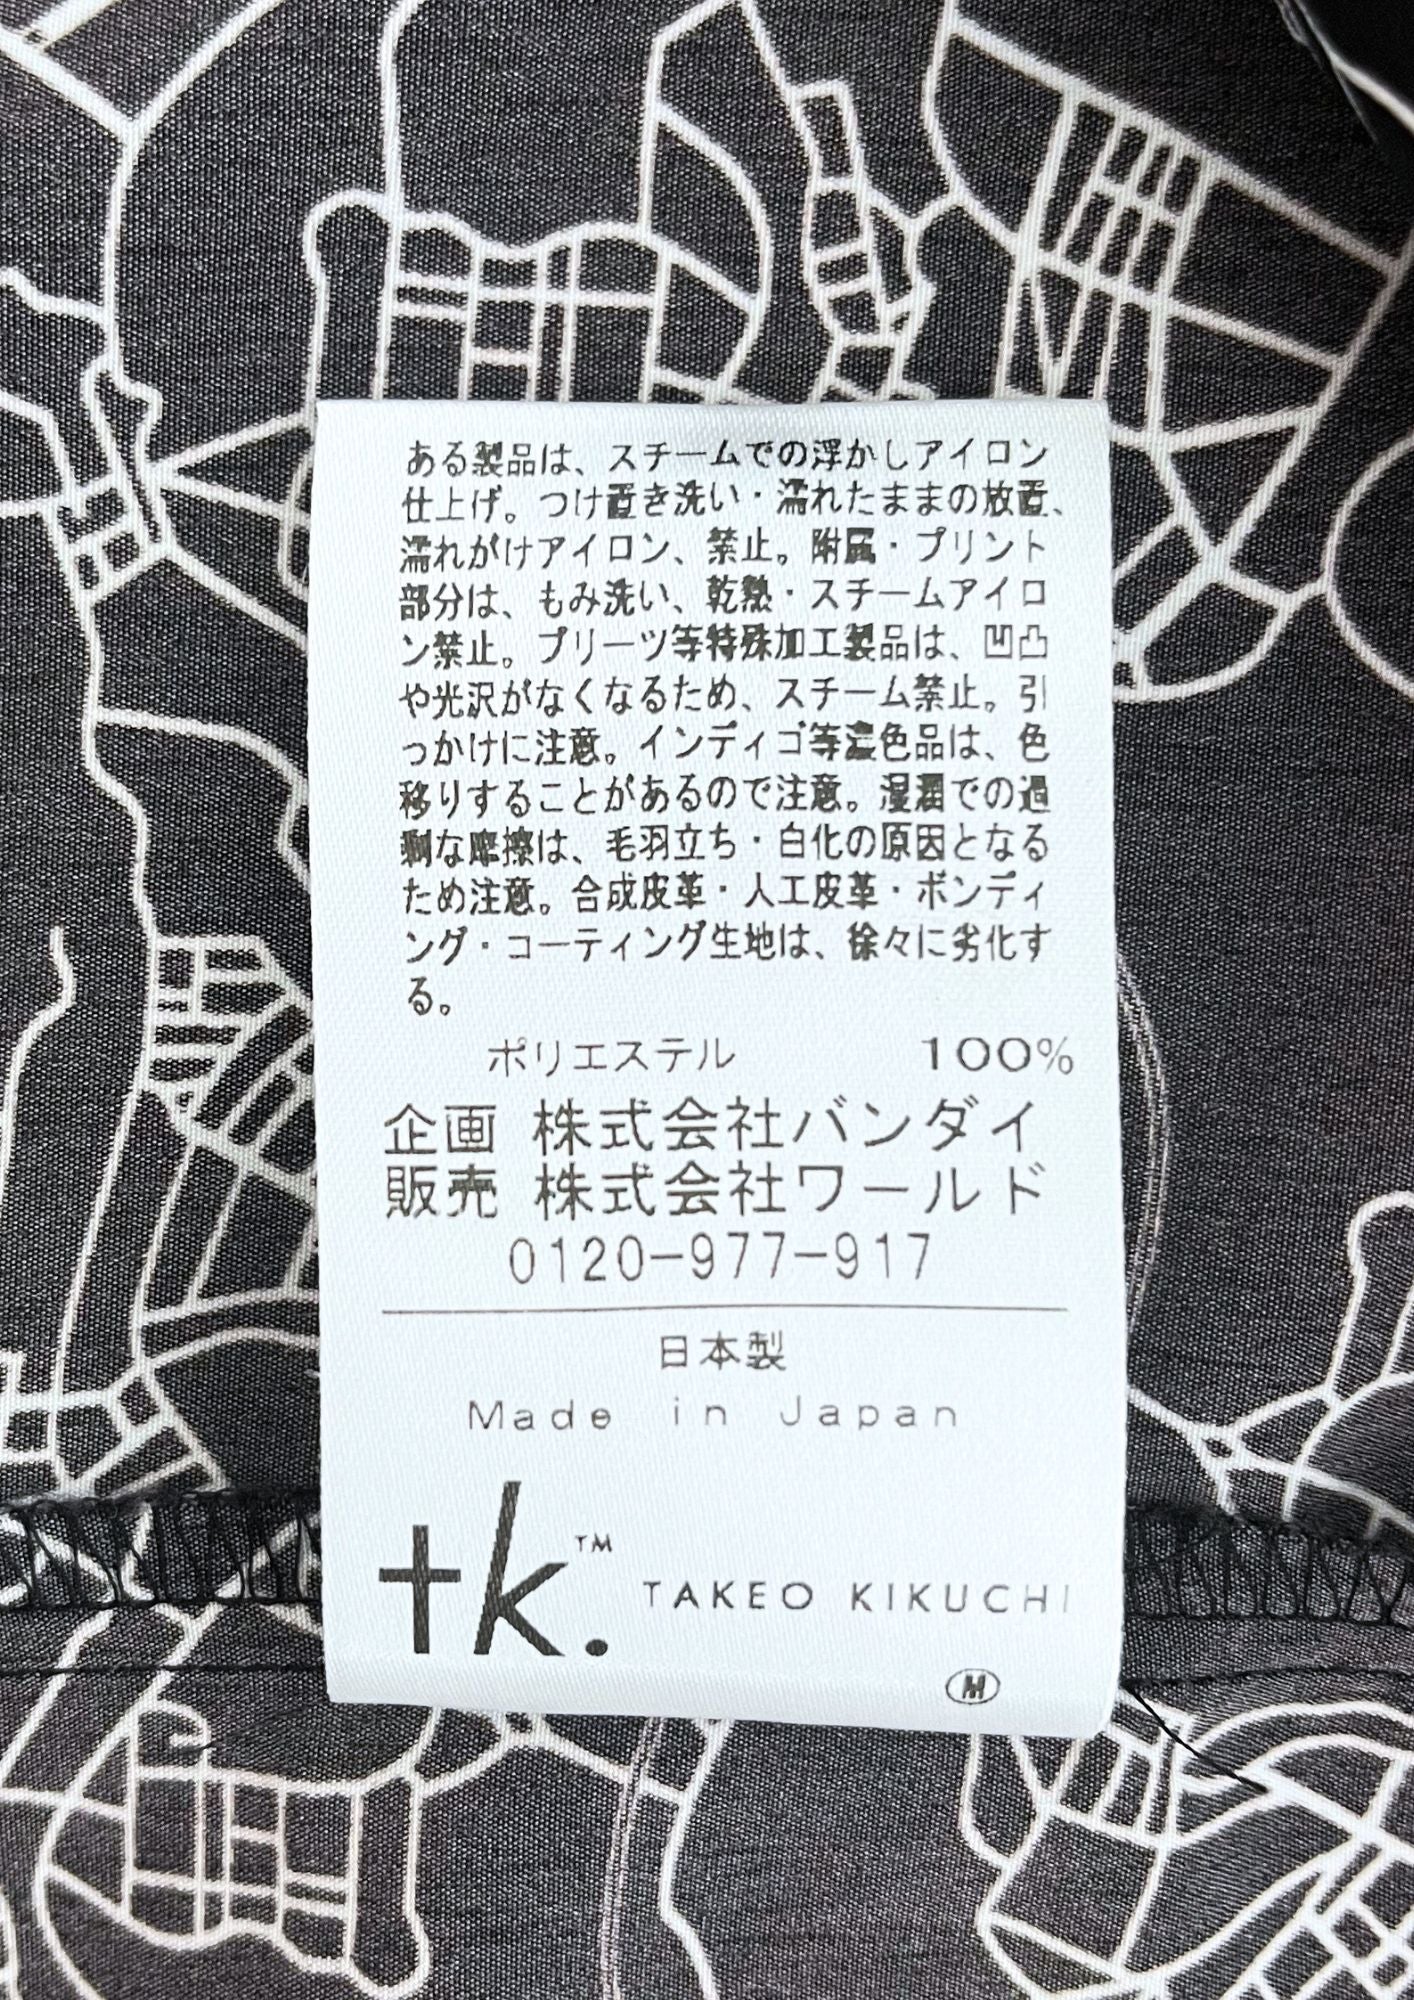 ある製品は、スチームでの浮かしアイロン
仕上げ。つけ置き洗い・濡れたままの放置、
濡れがけアイロン、禁止。附属・プリント
部分は、もみ洗い、乾熱・スチームアイロ
ン禁止。プリーツ等特殊加工製品は、凹凸
や光沢がなくなるため、スチーム禁止。引
っかけに注意。インディゴ等濃色品は、色
移りすることがあるので注意。湿潤での過
剰な摩擦は、毛羽立ち・白化の原因となる
ため注意。合成皮革・人工皮革・ボンディ
ング・コーティング生地は、徐々に劣化す
る。
ポリエステル 100%
企画 株式会社バンダイ
販売 株式会社ワールド
0120-977-917
日本製
Made in Japan
tk.™ TAKEO KIKUCHI
M